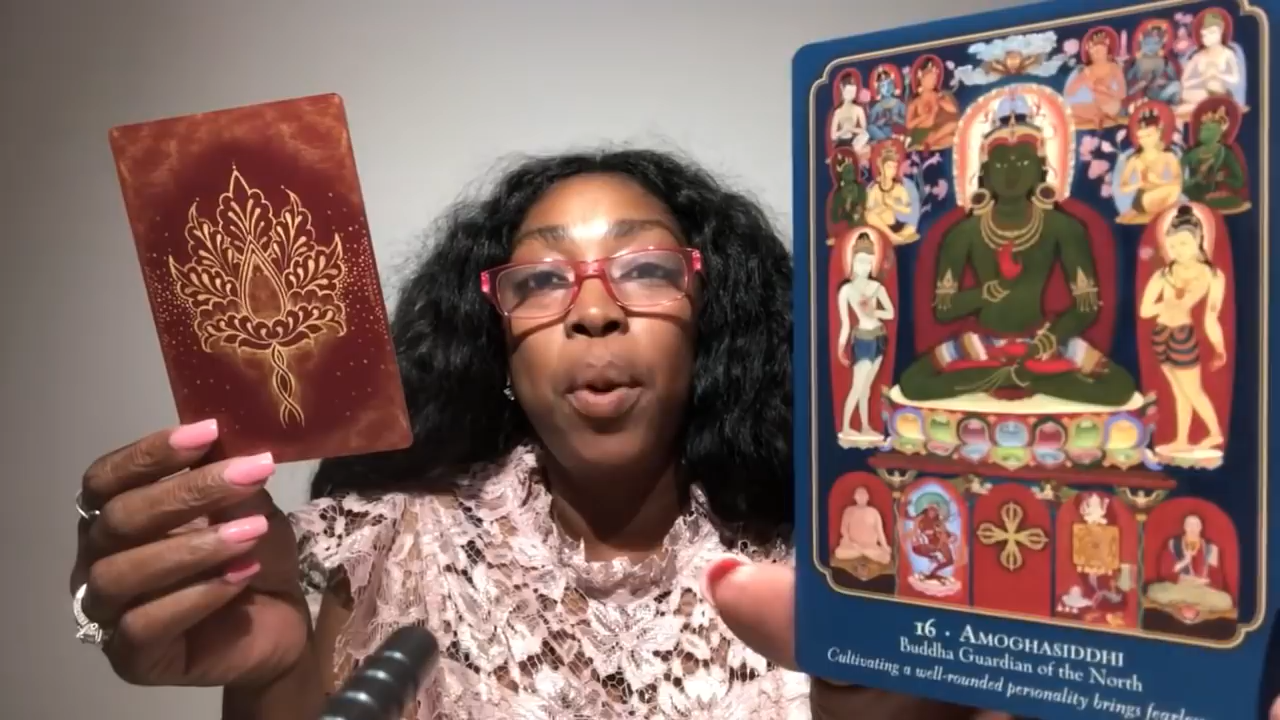 16 · AMOGHASIDDHI
Buddha Guardian of the North
Cultivating a well-rounded personality brings